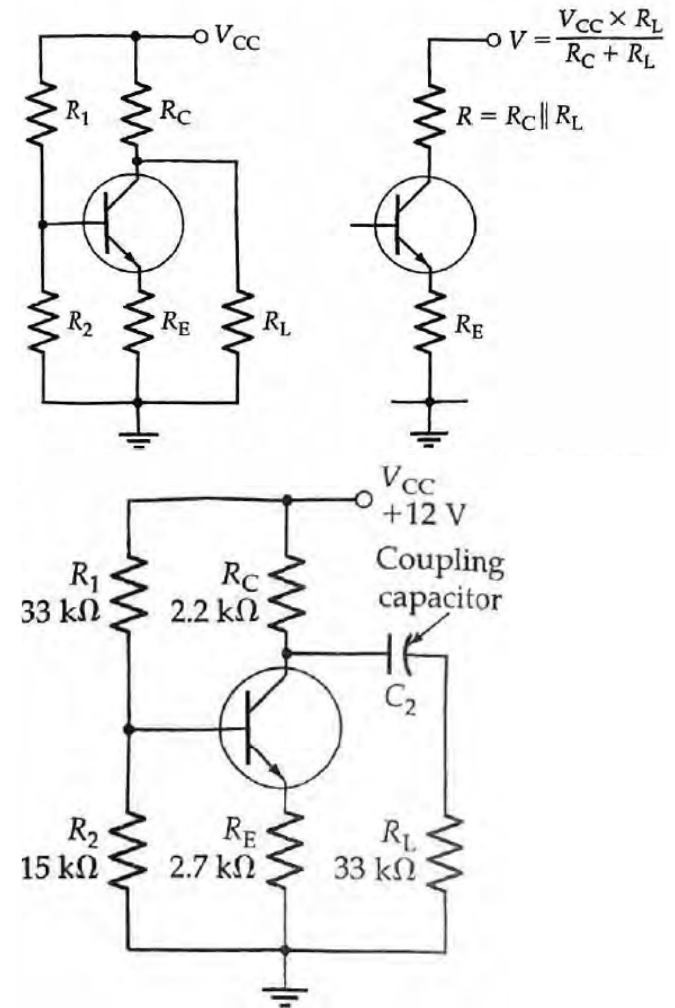 V_CC
R_1
R_C
R_2
R_E
R_L
V = V_CC × R_L / R_C + R_L
R = R_C || R_L
R_E
V_CC
+12 V
Coupling
capacitor
R_1
33 kΩ
R_C
2.2 kΩ
C_2
R_2
15 kΩ
R_E
2.7 kΩ
R_L
33 kΩ